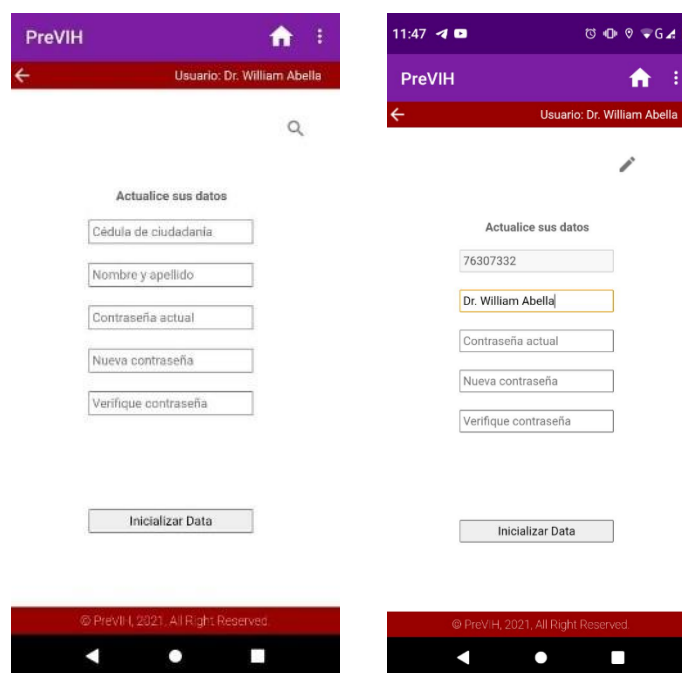 PreVIH
Usuario: Dr. William Abella
Actualice sus datos
Cédula de ciudadanía
Nombre y apellido
Contraseña actual
Nueva contraseña
Verifique contraseña
Inicializar Data
© PreVIH, 2021, All Right Reserved.
11:47
G
PreVIH
Usuario: Dr. William Abella
Actualice sus datos
76307332
Dr. William Abella
Contraseña actual
Nueva contraseña
Verifique contraseña
Inicializar Data
© PreVIH, 2021, All Right Reserved.